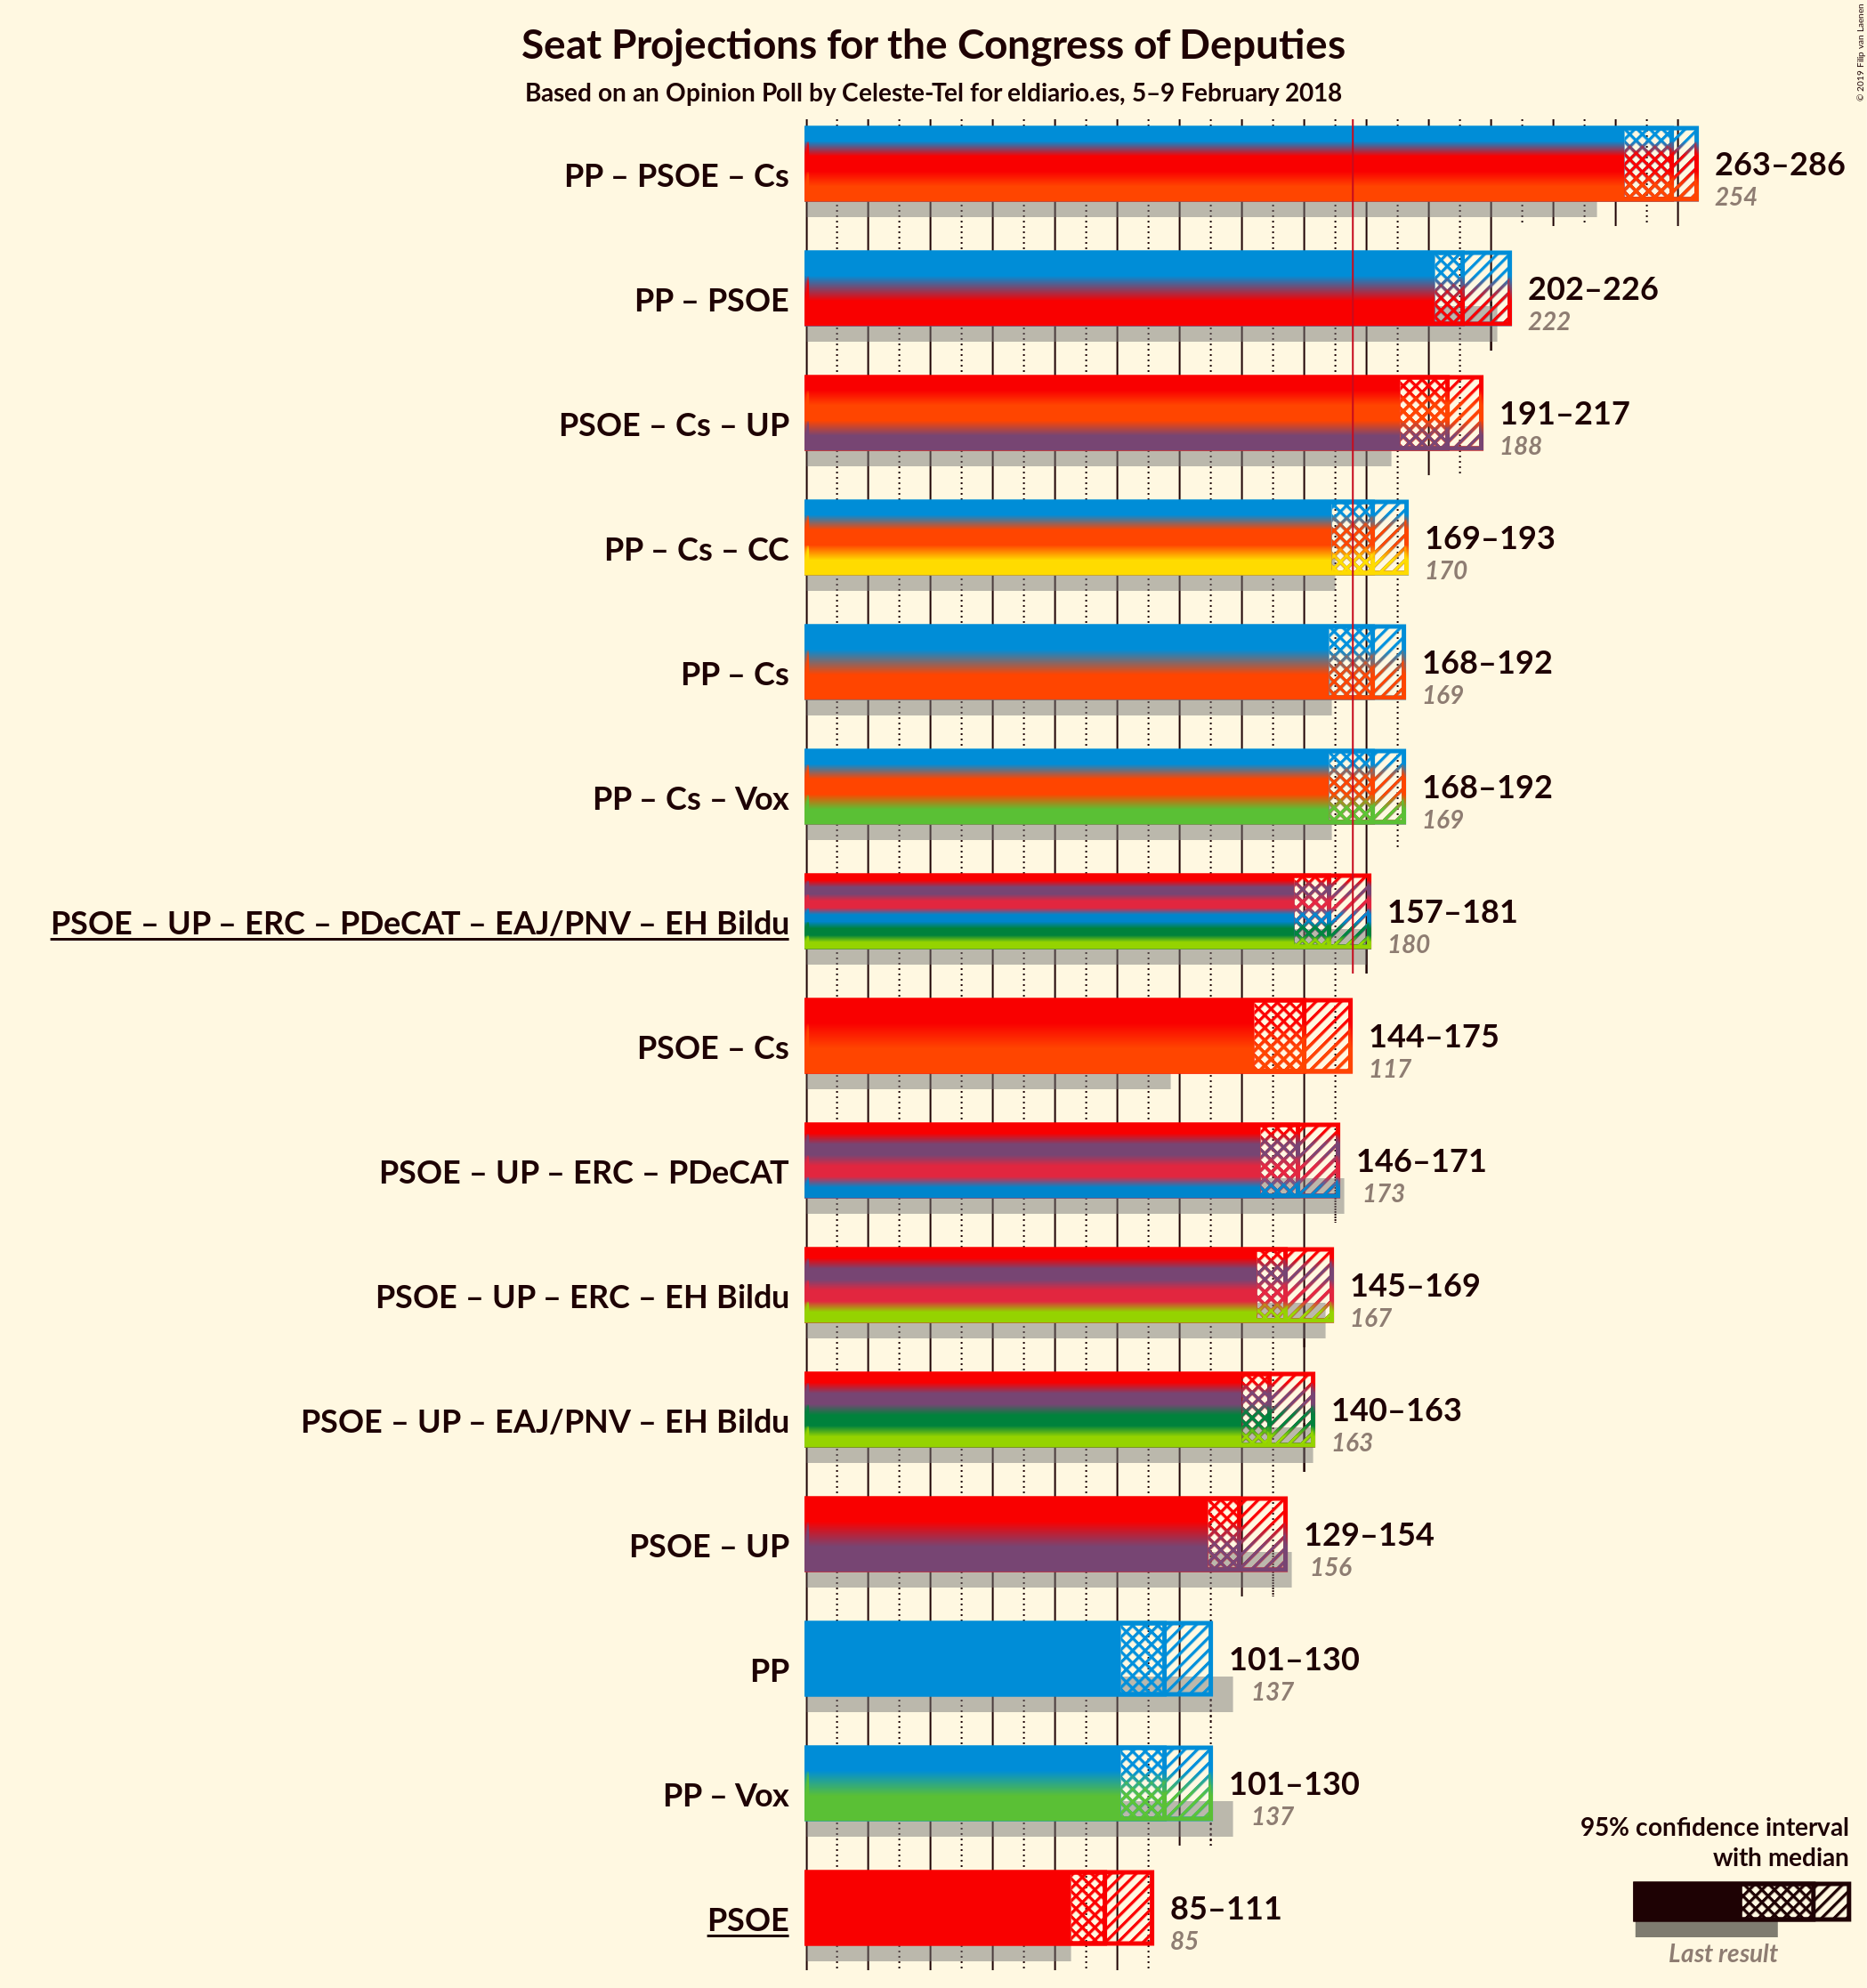 Seat Projections for the Congress of Deputies
Based on an Opinion Poll by Celeste-Tel for eldiario.es, 5–9 February 2018
© 2019 Filip van Laenen
PP – PSOE – Cs
263–286
254
PP – PSOE
202–226
222
PSOE – Cs – UP
191–217
188
PP – Cs – CC
169–193
170
PP – Cs
168–192
169
PP – Cs – Vox
168–192
169
PSOE – UP – ERC – PDeCAT – EAJ/PNV – EH Bildu
157–181
180
PSOE – Cs
144–175
117
PSOE – UP – ERC – PDeCAT
146–171
173
PSOE – UP – ERC – EH Bildu
145–169
167
PSOE – UP – EAJ/PNV – EH Bildu
140–163
163
PSOE – UP
129–154
156
PP
101–130
137
PP – Vox
101–130
137
PSOE
85–111
85
95% confidence interval
with median
Last result